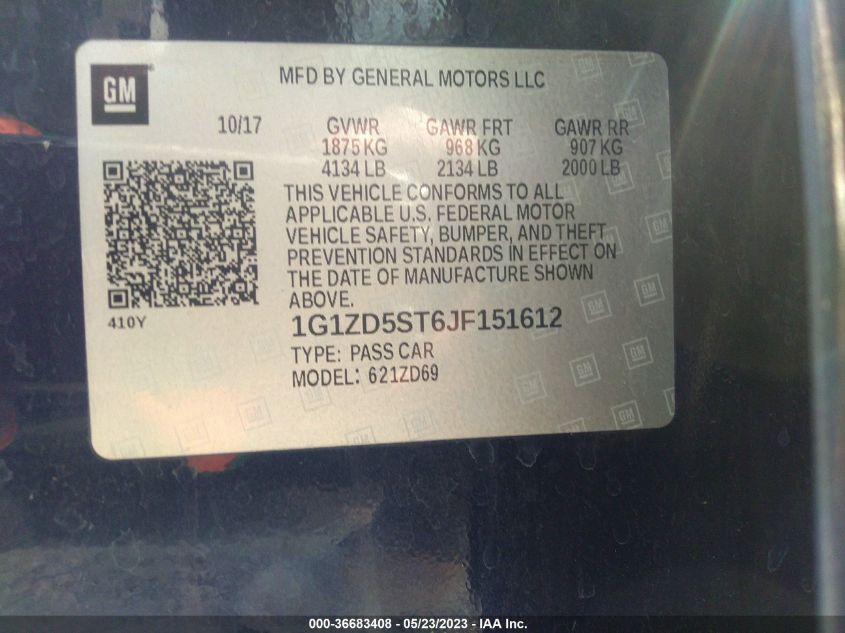 GM
MFD BY GENERAL MOTORS LLC
10/17 GVWR GAWR FRT GAWR RR
1875 KG 968 KG 907 KG
4134 LB 2134 LB 2000 LB
THIS VEHICLE CONFORMS TO ALL
APPLICABLE U.S. FEDERAL MOTOR
VEHICLE SAFETY, BUMPER, AND THEFT
PREVENTION STANDARDS IN EFFECT ON
THE DATE OF MANUFACTURE SHOWN
ABOVE.
410Y
1G1ZD5ST6JF151612
TYPE: PASS CAR
MODEL: 621ZD69
000-36683408 - 05/23/2023 - IAA Inc.